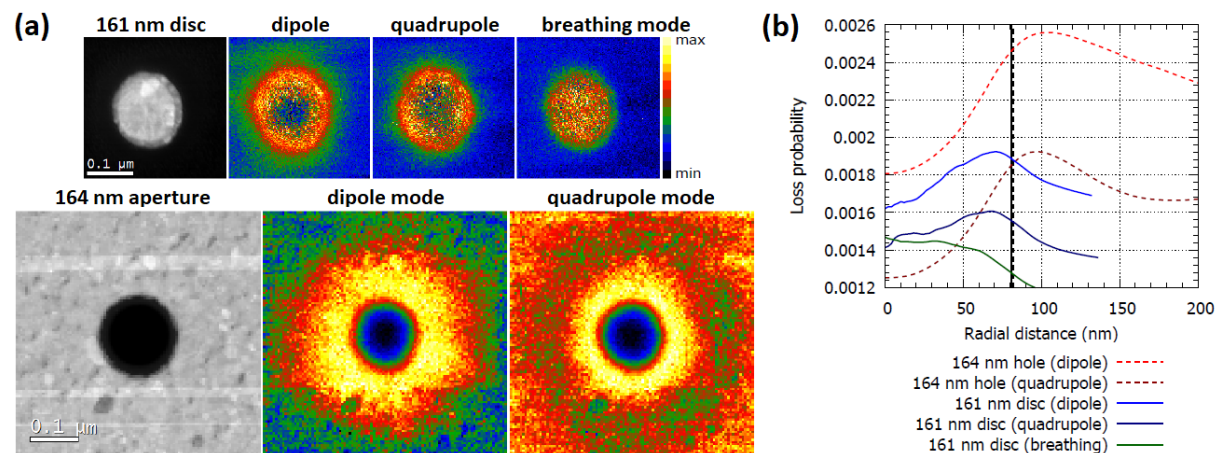 (a)
161 nm disc
dipole
quadrupole
breathing mode
max
min
0.1 µm
164 nm aperture
dipole mode
quadrupole mode
0.1 µm
(b)
0.0026
0.0024
0.0022
0.002
0.0018
0.0016
0.0014
0.0012
Loss probability
0 50 100 150 200
Radial distance (nm)
164 nm hole (dipole)
164 nm hole (quadrupole)
161 nm disc (dipole)
161 nm disc (quadrupole)
161 nm disc (breathing)